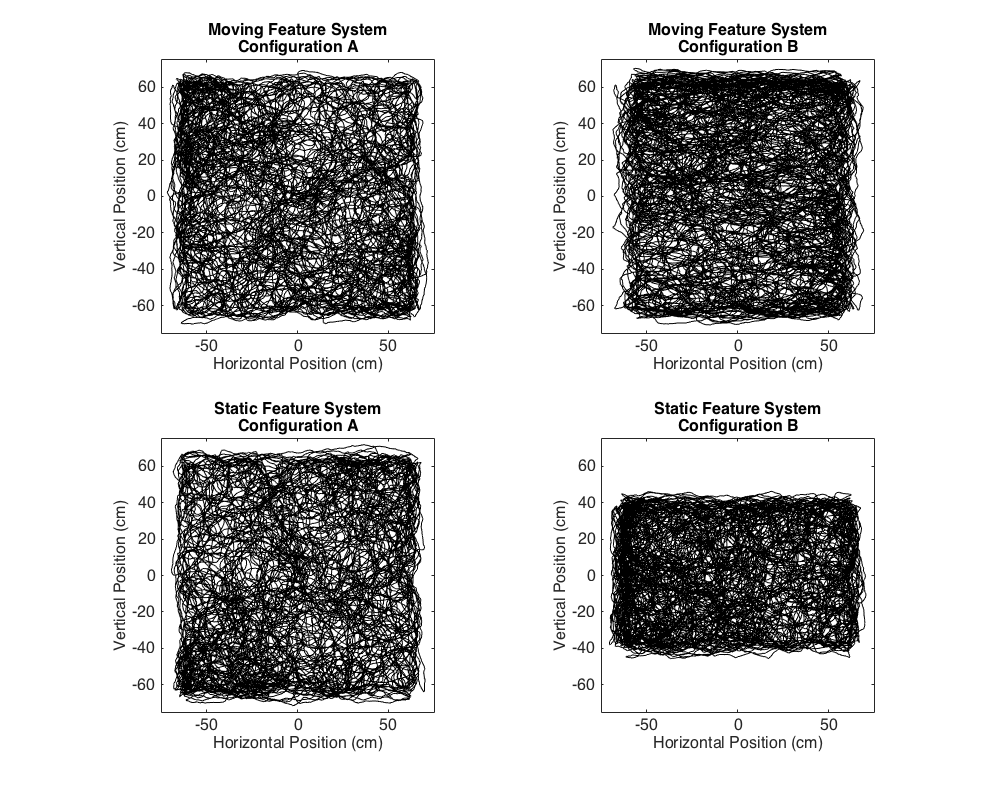 Moving Feature System
Configuration A
60
40
20
0
-20
-40
-60
Vertical Position (cm)
-50 0 50
Horizontal Position (cm)
Moving Feature System
Configuration B
60
40
20
0
-20
-40
-60
Vertical Position (cm)
-50 0 50
Horizontal Position (cm)
Static Feature System
Configuration A
60
40
20
0
-20
-40
-60
Vertical Position (cm)
-50 0 50
Horizontal Position (cm)
Static Feature System
Configuration B
60
40
20
0
-20
-40
-60
Vertical Position (cm)
-50 0 50
Horizontal Position (cm)